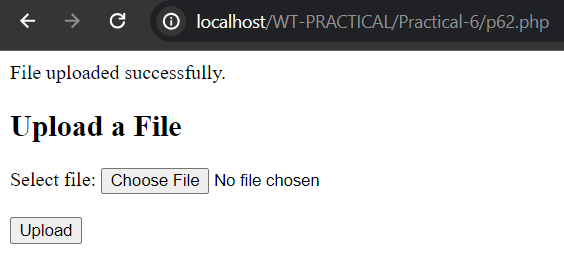 localhost/WT-PRACTICAL/Practical-6/p62.php
File uploaded successfully.
Upload a File
Select file: Choose File No file chosen
Upload